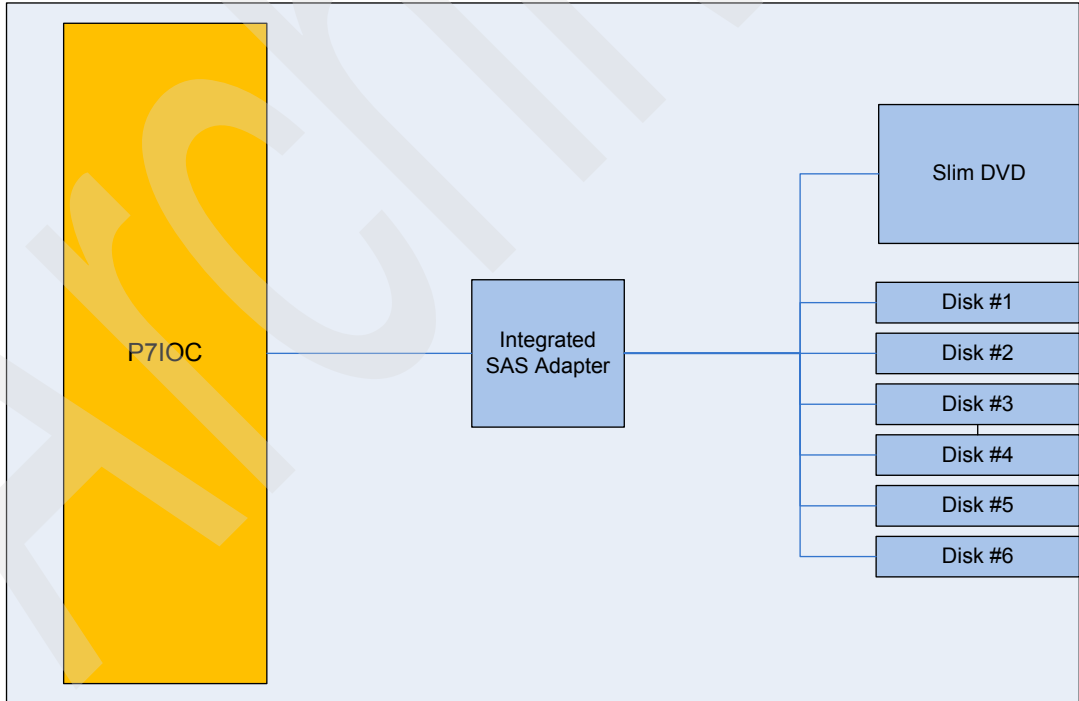 Slim DVD
Disk #1
P7IOC
Integrated
SAS Adapter
Disk #2
Disk #3
Disk #4
Disk #5
Disk #6